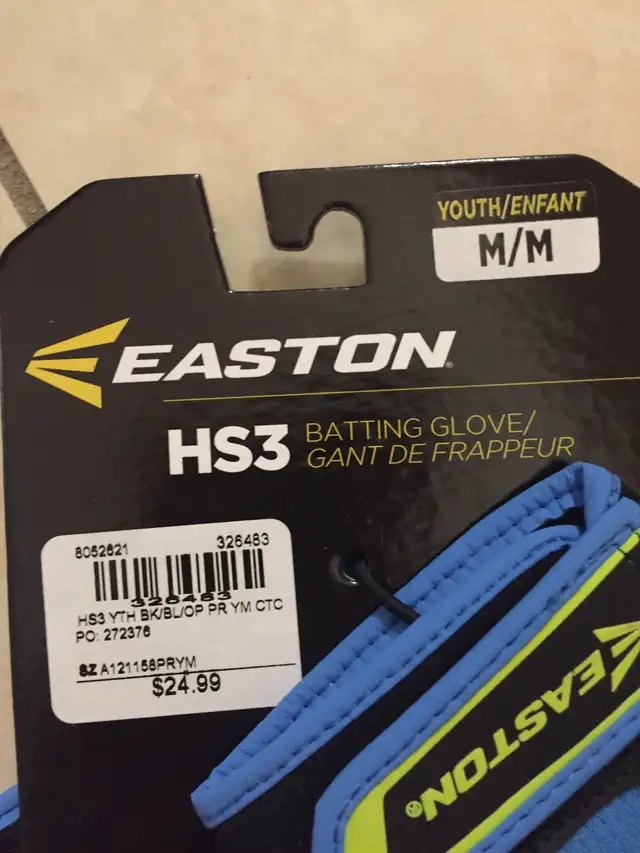 YOUTH/ENFANT
M/M
EASTON
HS3 BATTING GLOVE/
GANT DE FRAPPEUR
8052621 326483
326483
HS3 YTH BK/BL/OP PR YM CTC
PO: 272376
SZ A121158PRYM
$24.99
EASTON